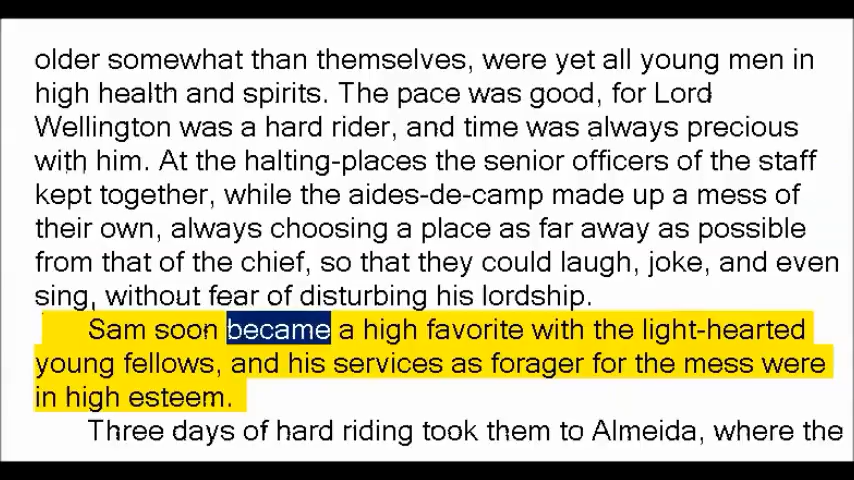 older somewhat than themselves, were yet all young men in
high health and spirits. The pace was good, for Lord
Wellington was a hard rider, and time was always precious
with him. At the halting-places the senior officers of the staff
kept together, while the aides-de-camp made up a mess of
their own, always choosing a place as far away as possible
from that of the chief, so that they could laugh, joke, and even
sing, without fear of disturbing his lordship.
Sam soon became a high favorite with the light-hearted
young fellows, and his services as forager for the mess were
in high esteem.
Three days of hard riding took them to Almeida, where the